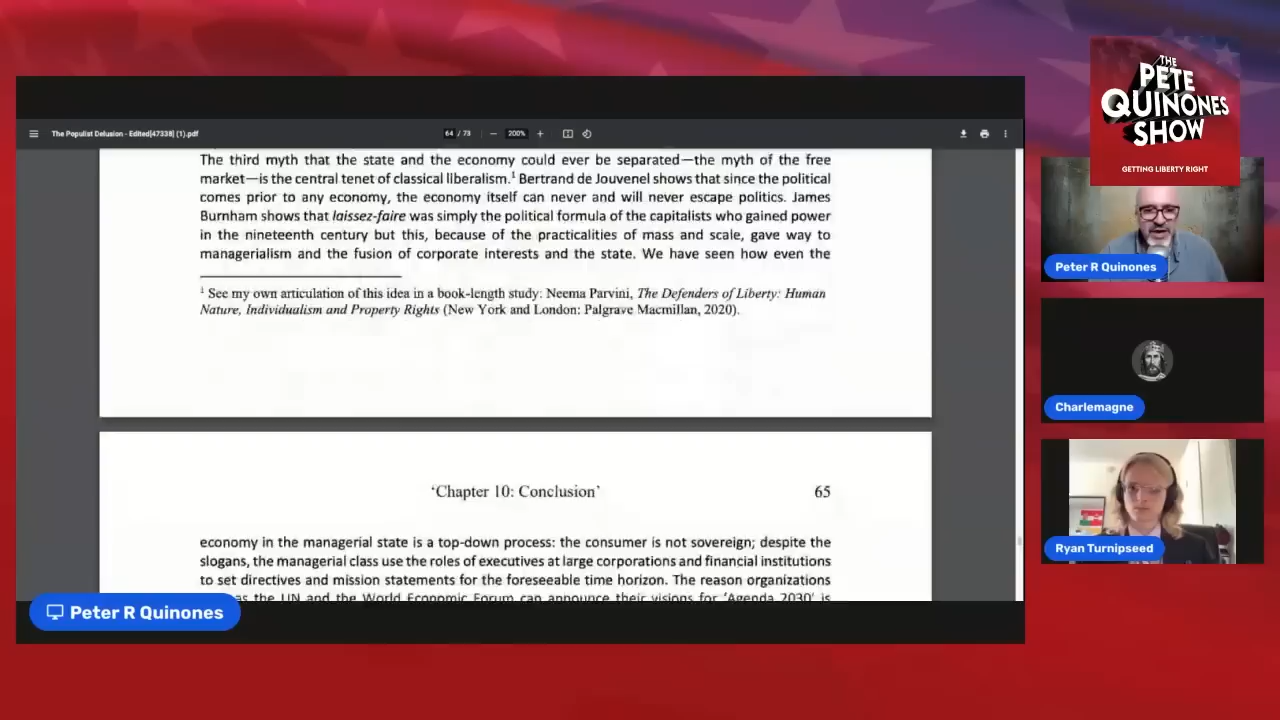 The Populist Delusion - Edited[47338] (1).pdf
64 / 73
200%
The third myth that the state and the economy could ever be separated—the myth of the free
market—is the central tenet of classical liberalism.¹ Bertrand de Jouvenel shows that since the political
comes prior to any economy, the economy itself can never and will never escape politics. James
Burnham shows that laissez-faire was simply the political formula of the capitalists who gained power
in the nineteenth century but this, because of the practicalities of mass and scale, gave way to
managerialism and the fusion of corporate interests and the state. We have seen how even the
¹ See my own articulation of this idea in a book-length study: Neema Parvini, The Defenders of Liberty: Human
Nature, Individualism and Property Rights (New York and London: Palgrave Macmillan, 2020).
‘Chapter 10: Conclusion’
65
economy in the managerial state is a top-down process: the consumer is not sovereign; despite the
slogans, the managerial class use the roles of executives at large corporations and financial institutions
to set directives and mission statements for the foreseeable time horizon. The reason organizations
as the UN and the World Economic Forum can announce their visions for ‘Agenda 2030’ is
Peter R Quinones
THE
PETE
QUINONES
SHOW
GETTING LIBERTY RIGHT
Peter R Quinones
Charlemagne
Ryan Turnipseed